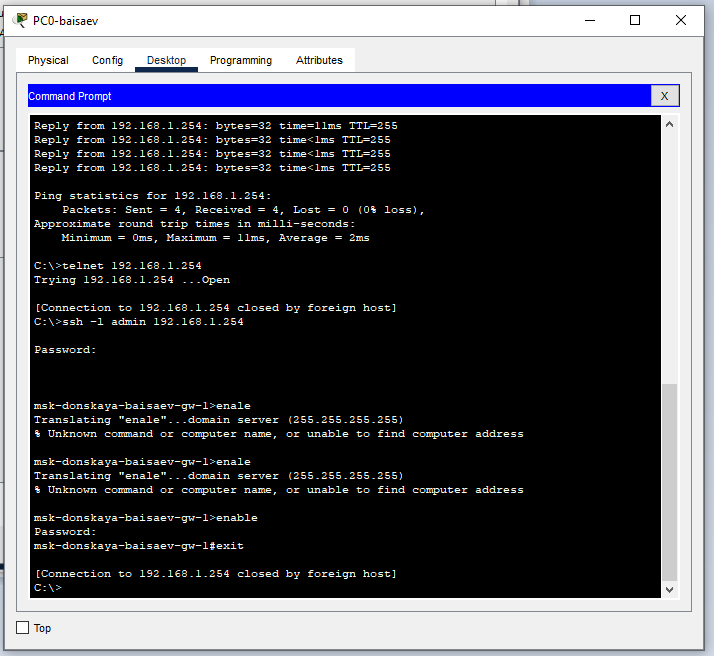 PC0-baisaev
Physical Config Desktop Programming Attributes
Command Prompt
X
Reply from 192.168.1.254: bytes=32 time=11ms TTL=255
Reply from 192.168.1.254: bytes=32 time<1ms TTL=255
Reply from 192.168.1.254: bytes=32 time<1ms TTL=255
Reply from 192.168.1.254: bytes=32 time<1ms TTL=255
Ping statistics for 192.168.1.254:
Packets: Sent = 4, Received = 4, Lost = 0 (0% loss),
Approximate round trip times in milli-seconds:
Minimum = 0ms, Maximum = 11ms, Average = 2ms
C:\>telnet 192.168.1.254
Trying 192.168.1.254 ...Open
[Connection to 192.168.1.254 closed by foreign host]
C:\>ssh -l admin 192.168.1.254
Password:
msk-donskaya-baisaev-gw-1>enale
Translating "enale"...domain server (255.255.255.255)
% Unknown command or computer name, or unable to find computer address
msk-donskaya-baisaev-gw-1>enale
Translating "enale"...domain server (255.255.255.255)
% Unknown command or computer name, or unable to find computer address
msk-donskaya-baisaev-gw-1>enable
Password:
msk-donskaya-baisaev-gw-1#exit
[Connection to 192.168.1.254 closed by foreign host]
C:\>
Top